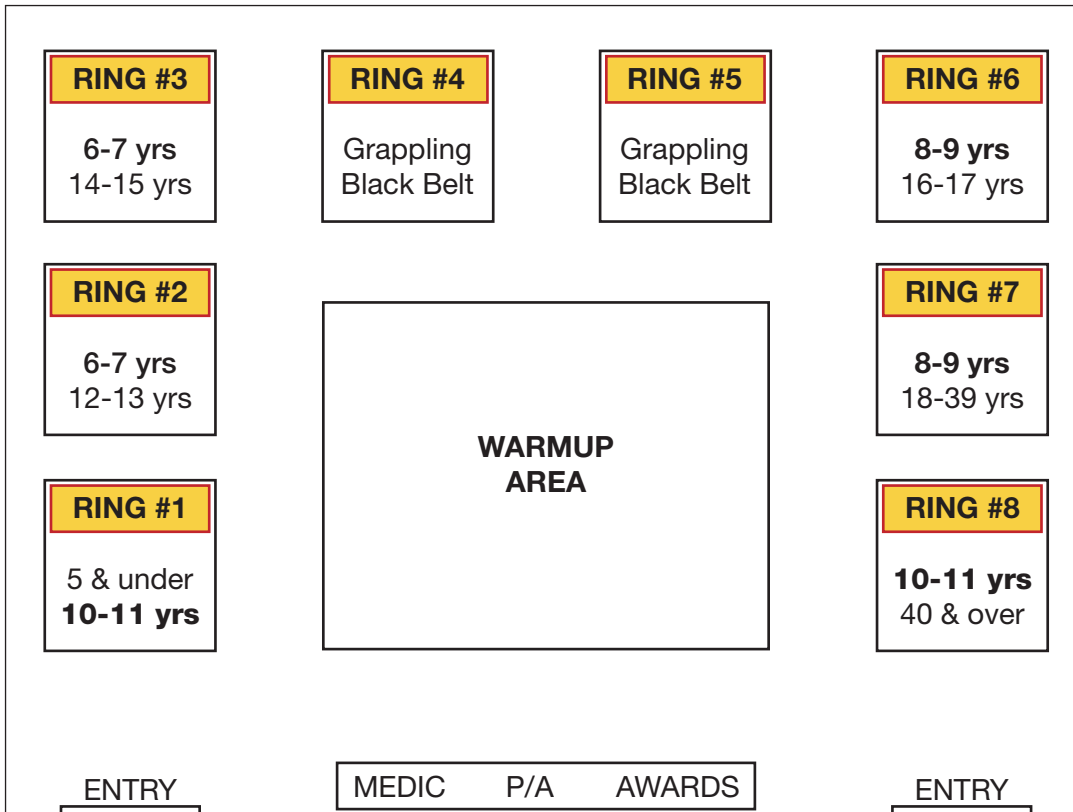 RING #3
6-7 yrs
14-15 yrs
RING #4
Grappling
Black Belt
RING #5
Grappling
Black Belt
RING #6
8-9 yrs
16-17 yrs
RING #2
6-7 yrs
12-13 yrs
WARMUP
AREA
RING #7
8-9 yrs
18-39 yrs
RING #1
5 & under
10-11 yrs
RING #8
10-11 yrs
40 & over
ENTRY
MEDIC P/A AWARDS
ENTRY